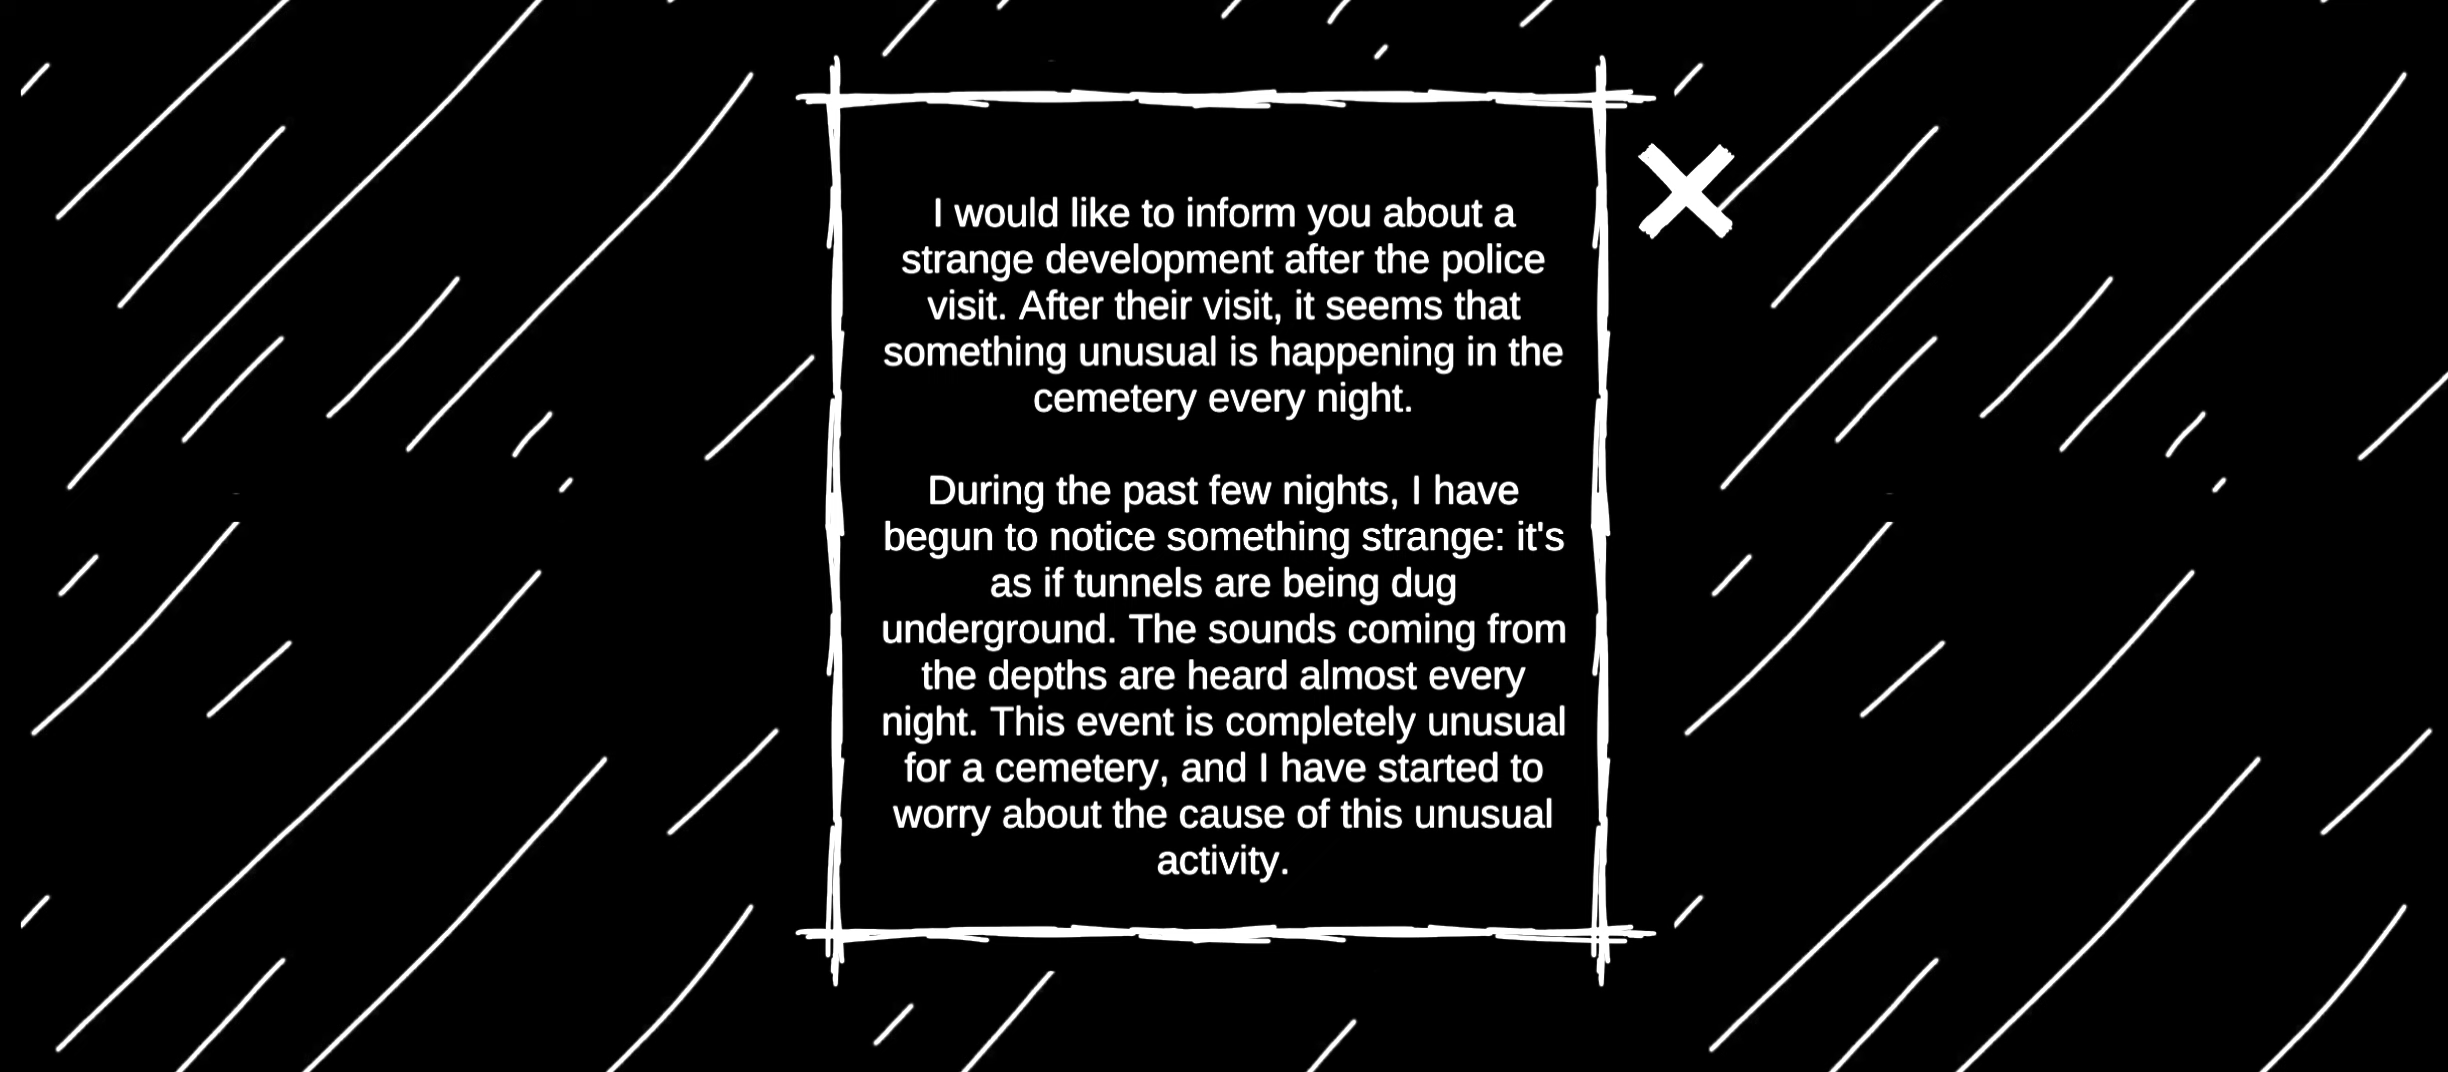 I would like to inform you about a
strange development after the police
visit. After their visit, it seems that
something unusual is happening in the
cemetery every night.
During the past few nights, I have
begun to notice something strange: it's
as if tunnels are being dug
underground. The sounds coming from
the depths are heard almost every
night. This event is completely unusual
for a cemetery, and I have started to
worry about the cause of this unusual
activity.